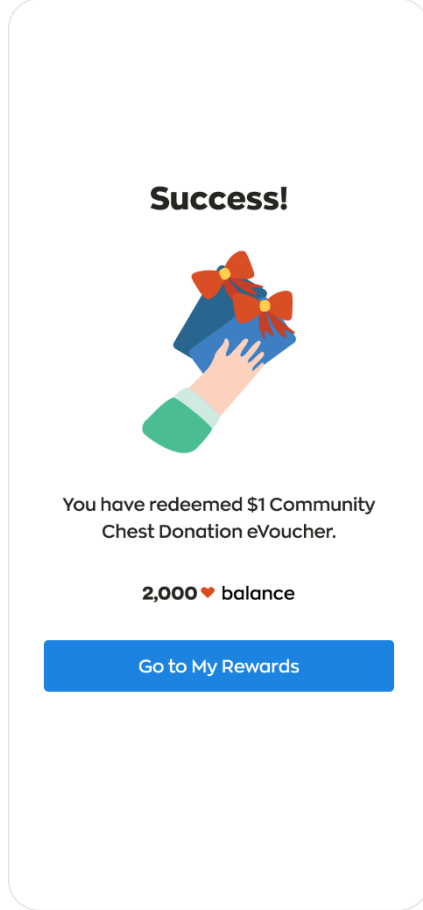 Success!
You have redeemed $1 Community
Chest Donation eVoucher.
2,000 ♥ balance
Go to My Rewards